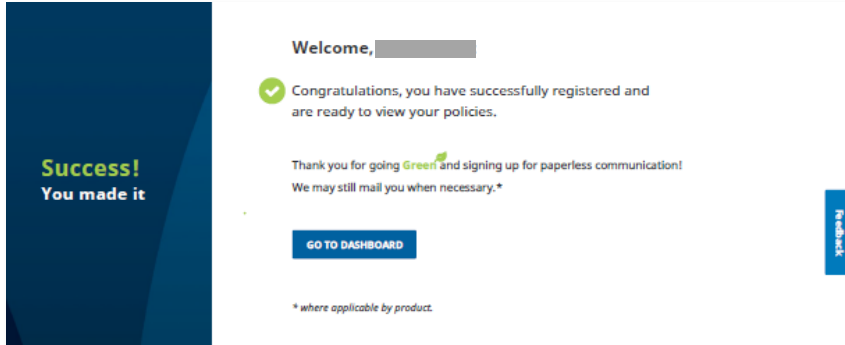 Welcome,
Congratulations, you have successfully registered and
are ready to view your policies.
Success!
You made it
Thank you for going Green and signing up for paperless communication!
We may still mail you when necessary.*
GO TO DASHBOARD
Feedback
* where applicable by product.